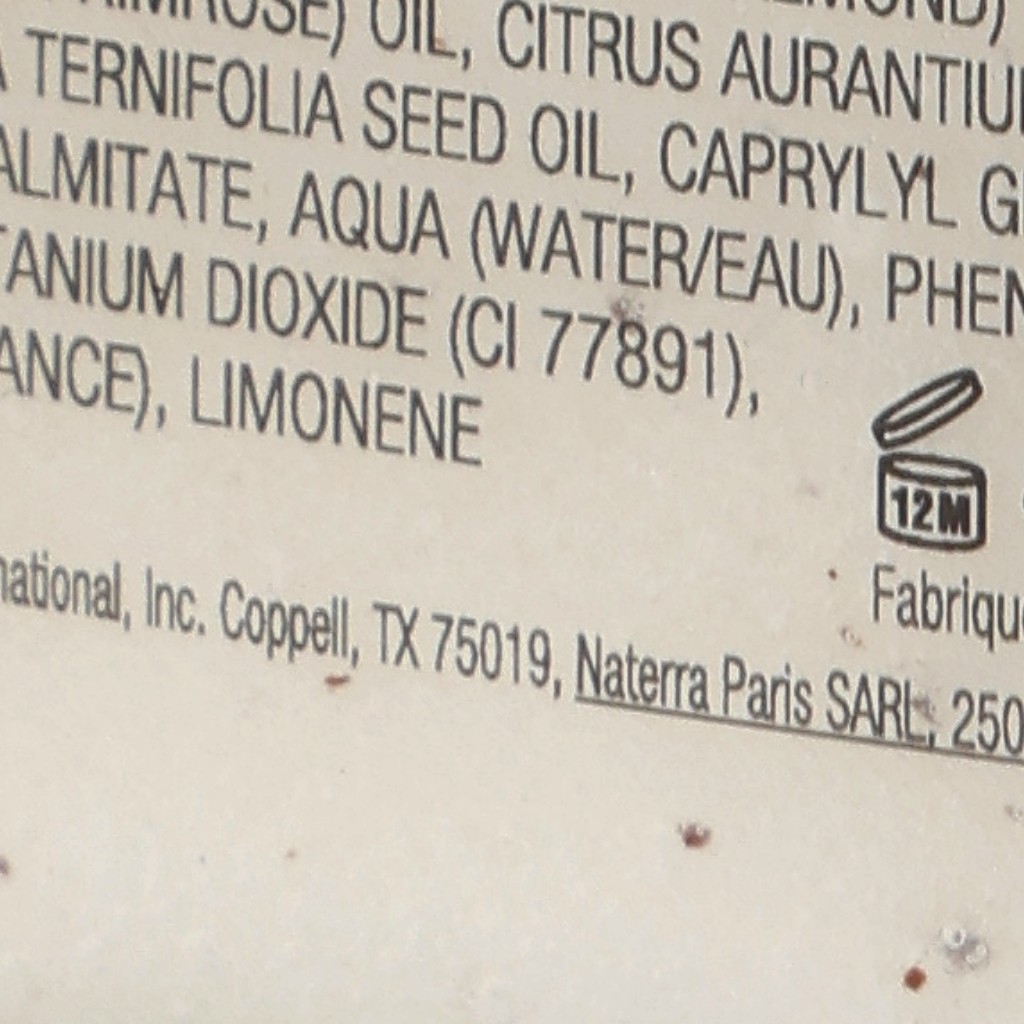 OIL, CITRUS AURANTIU
TERNIFOLIA SEED OIL, CAPRYLYL G
ALMITATE, AQUA (WATER/EAU), PHEN
TANIUM DIOXIDE (CI 77891),
ANCE), LIMONENE
12M
Fabriqu
national, Inc. Coppell, TX 75019, Naterra Paris SARL, 250